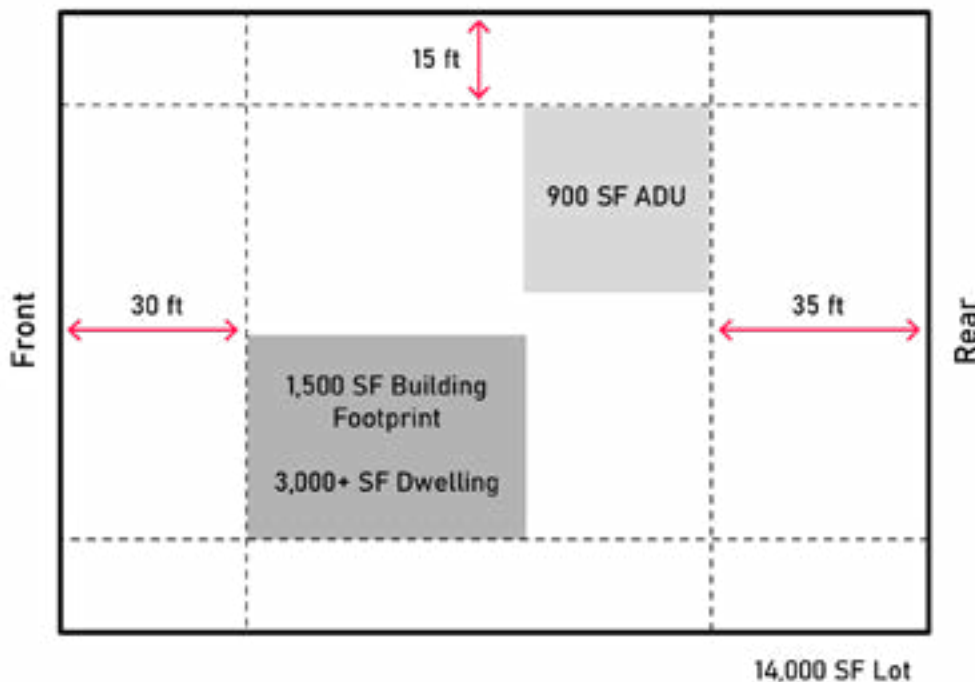 15 ft
900 SF ADU
Front
30 ft
35 ft
Rear
1,500 SF Building
Footprint
3,000+ SF Dwelling
14,000 SF Lot